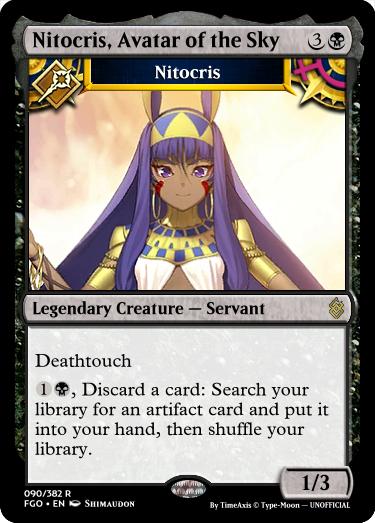 Nitocris, Avatar of the Sky 3
Nitocris
Legendary Creature — Servant
Deathtouch
1, Discard a card: Search your
library for an artifact card and put it
into your hand, then shuffle your
library.
1/3
090/382 R
FGO • EN Shimaudon
By TimeAxis © Type-Moon — UNOFFICIAL